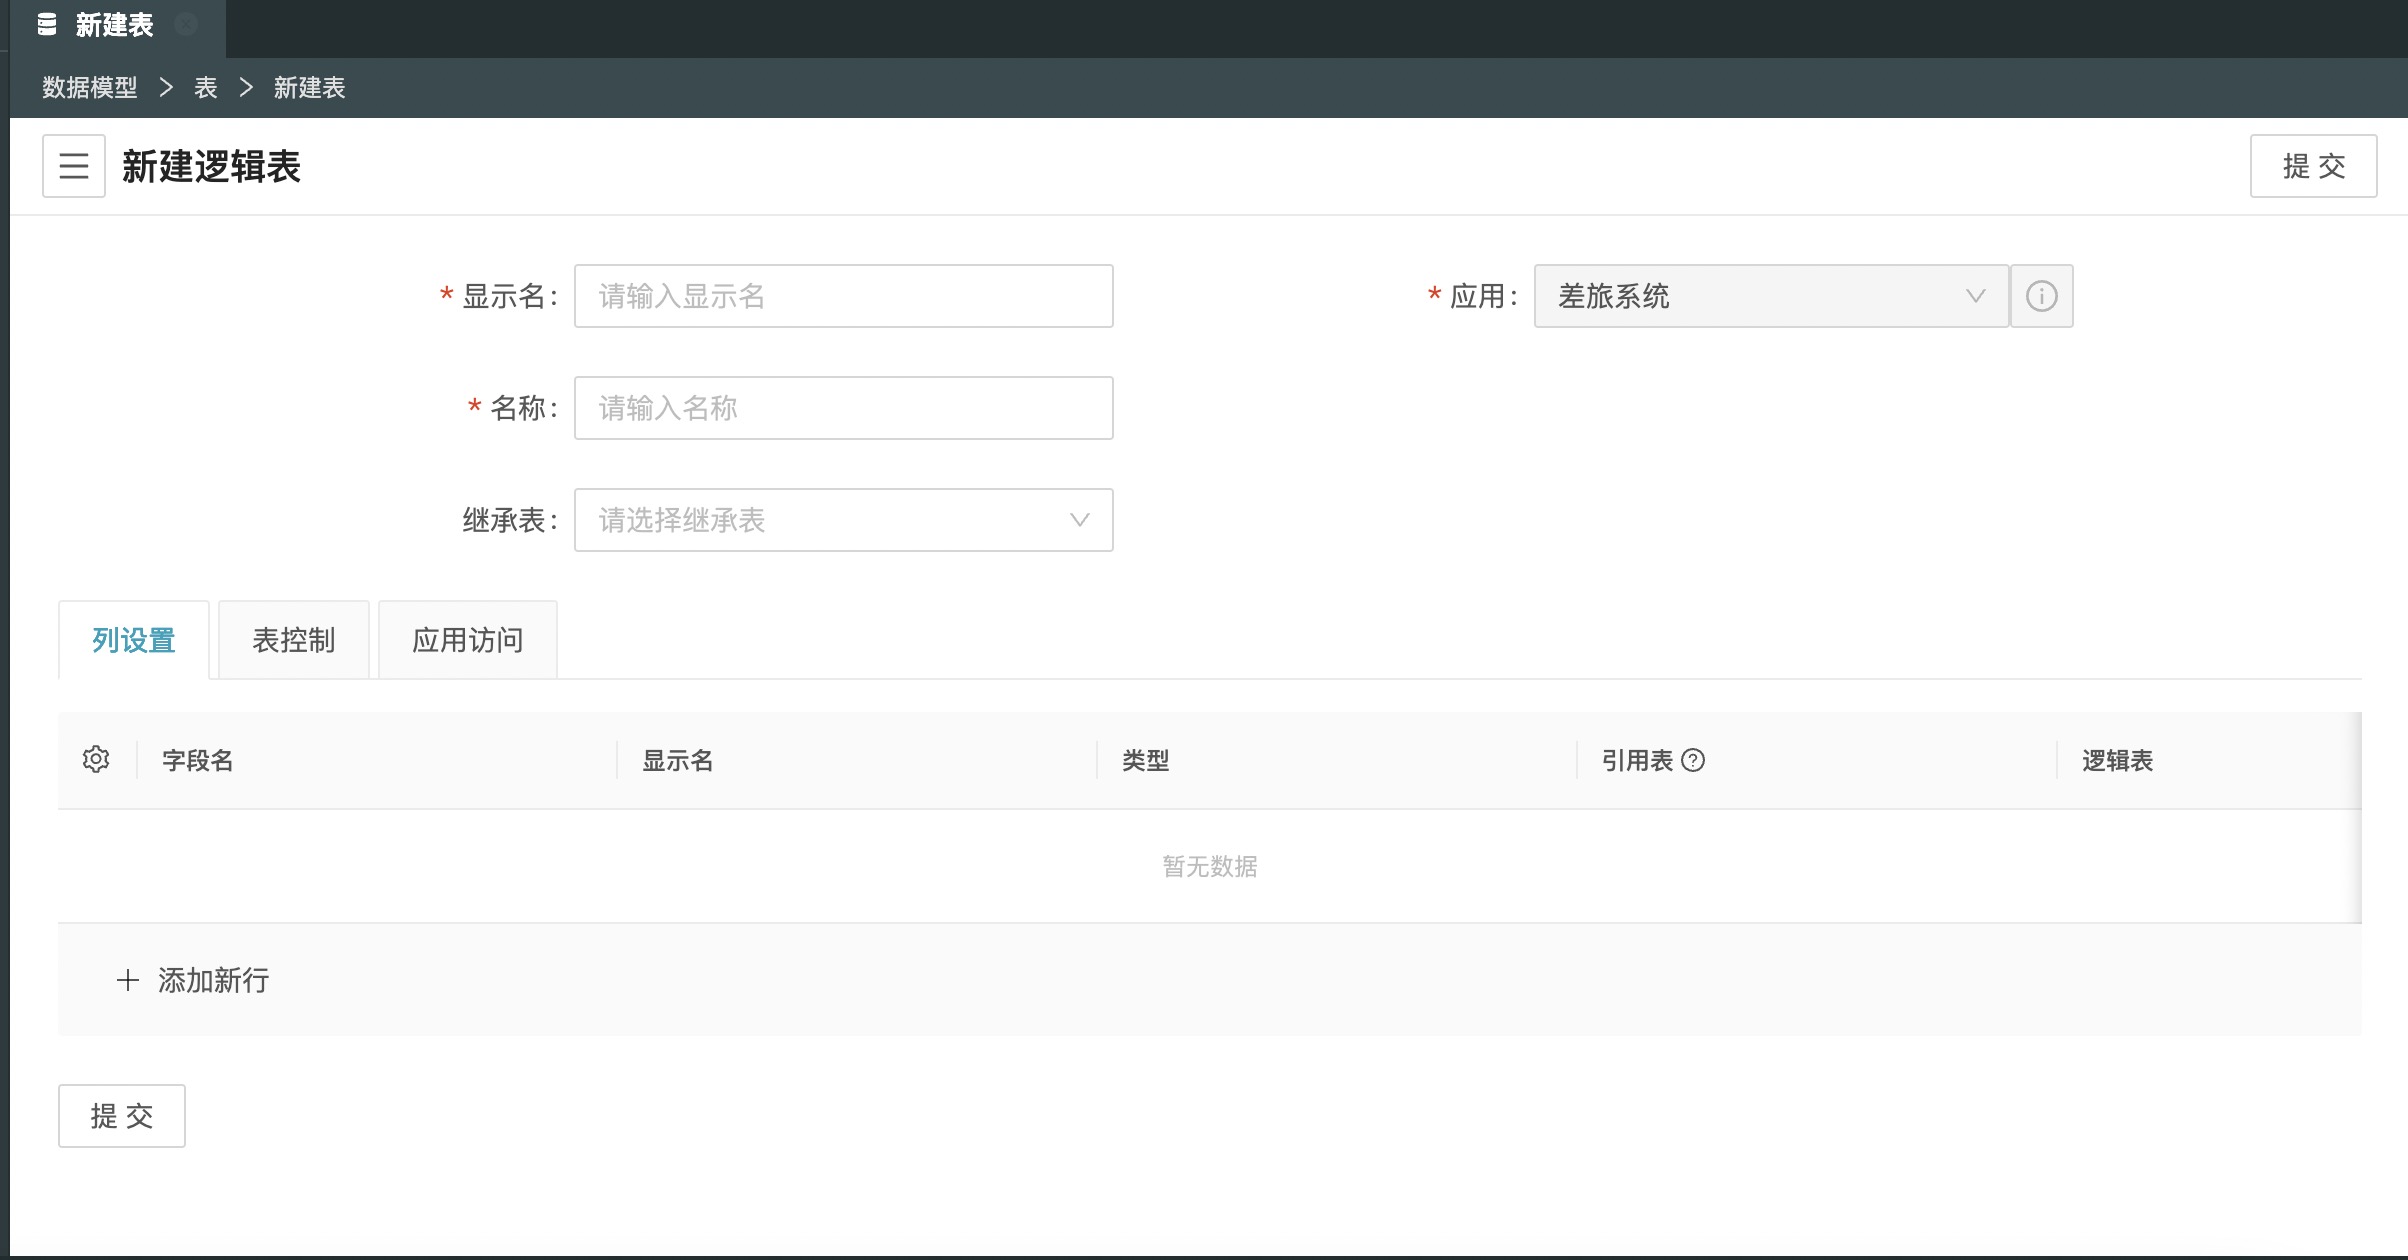 新建表
数据模型 > 表 > 新建表
新建逻辑表
提 交
* 显示名: 请输入显示名
* 应用: 差旅系统
* 名称: 请输入名称
继承表: 请选择继承表
列设置 表控制 应用访问
字段名 显示名 类型 引用表 逻辑表
暂无数据
+ 添加新行
提 交